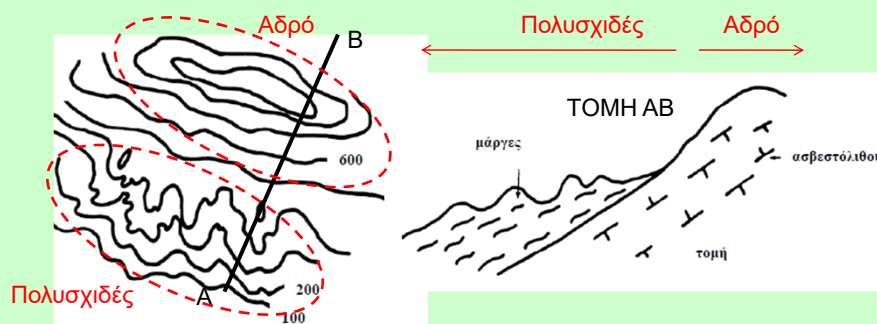 Αδρό
B
600
200
100
A
Πολυσχιδές
Πολυσχιδές
Αδρό
ΤΟΜΗ ΑΒ
μάργες
ασβεστόλιθοι
τομή